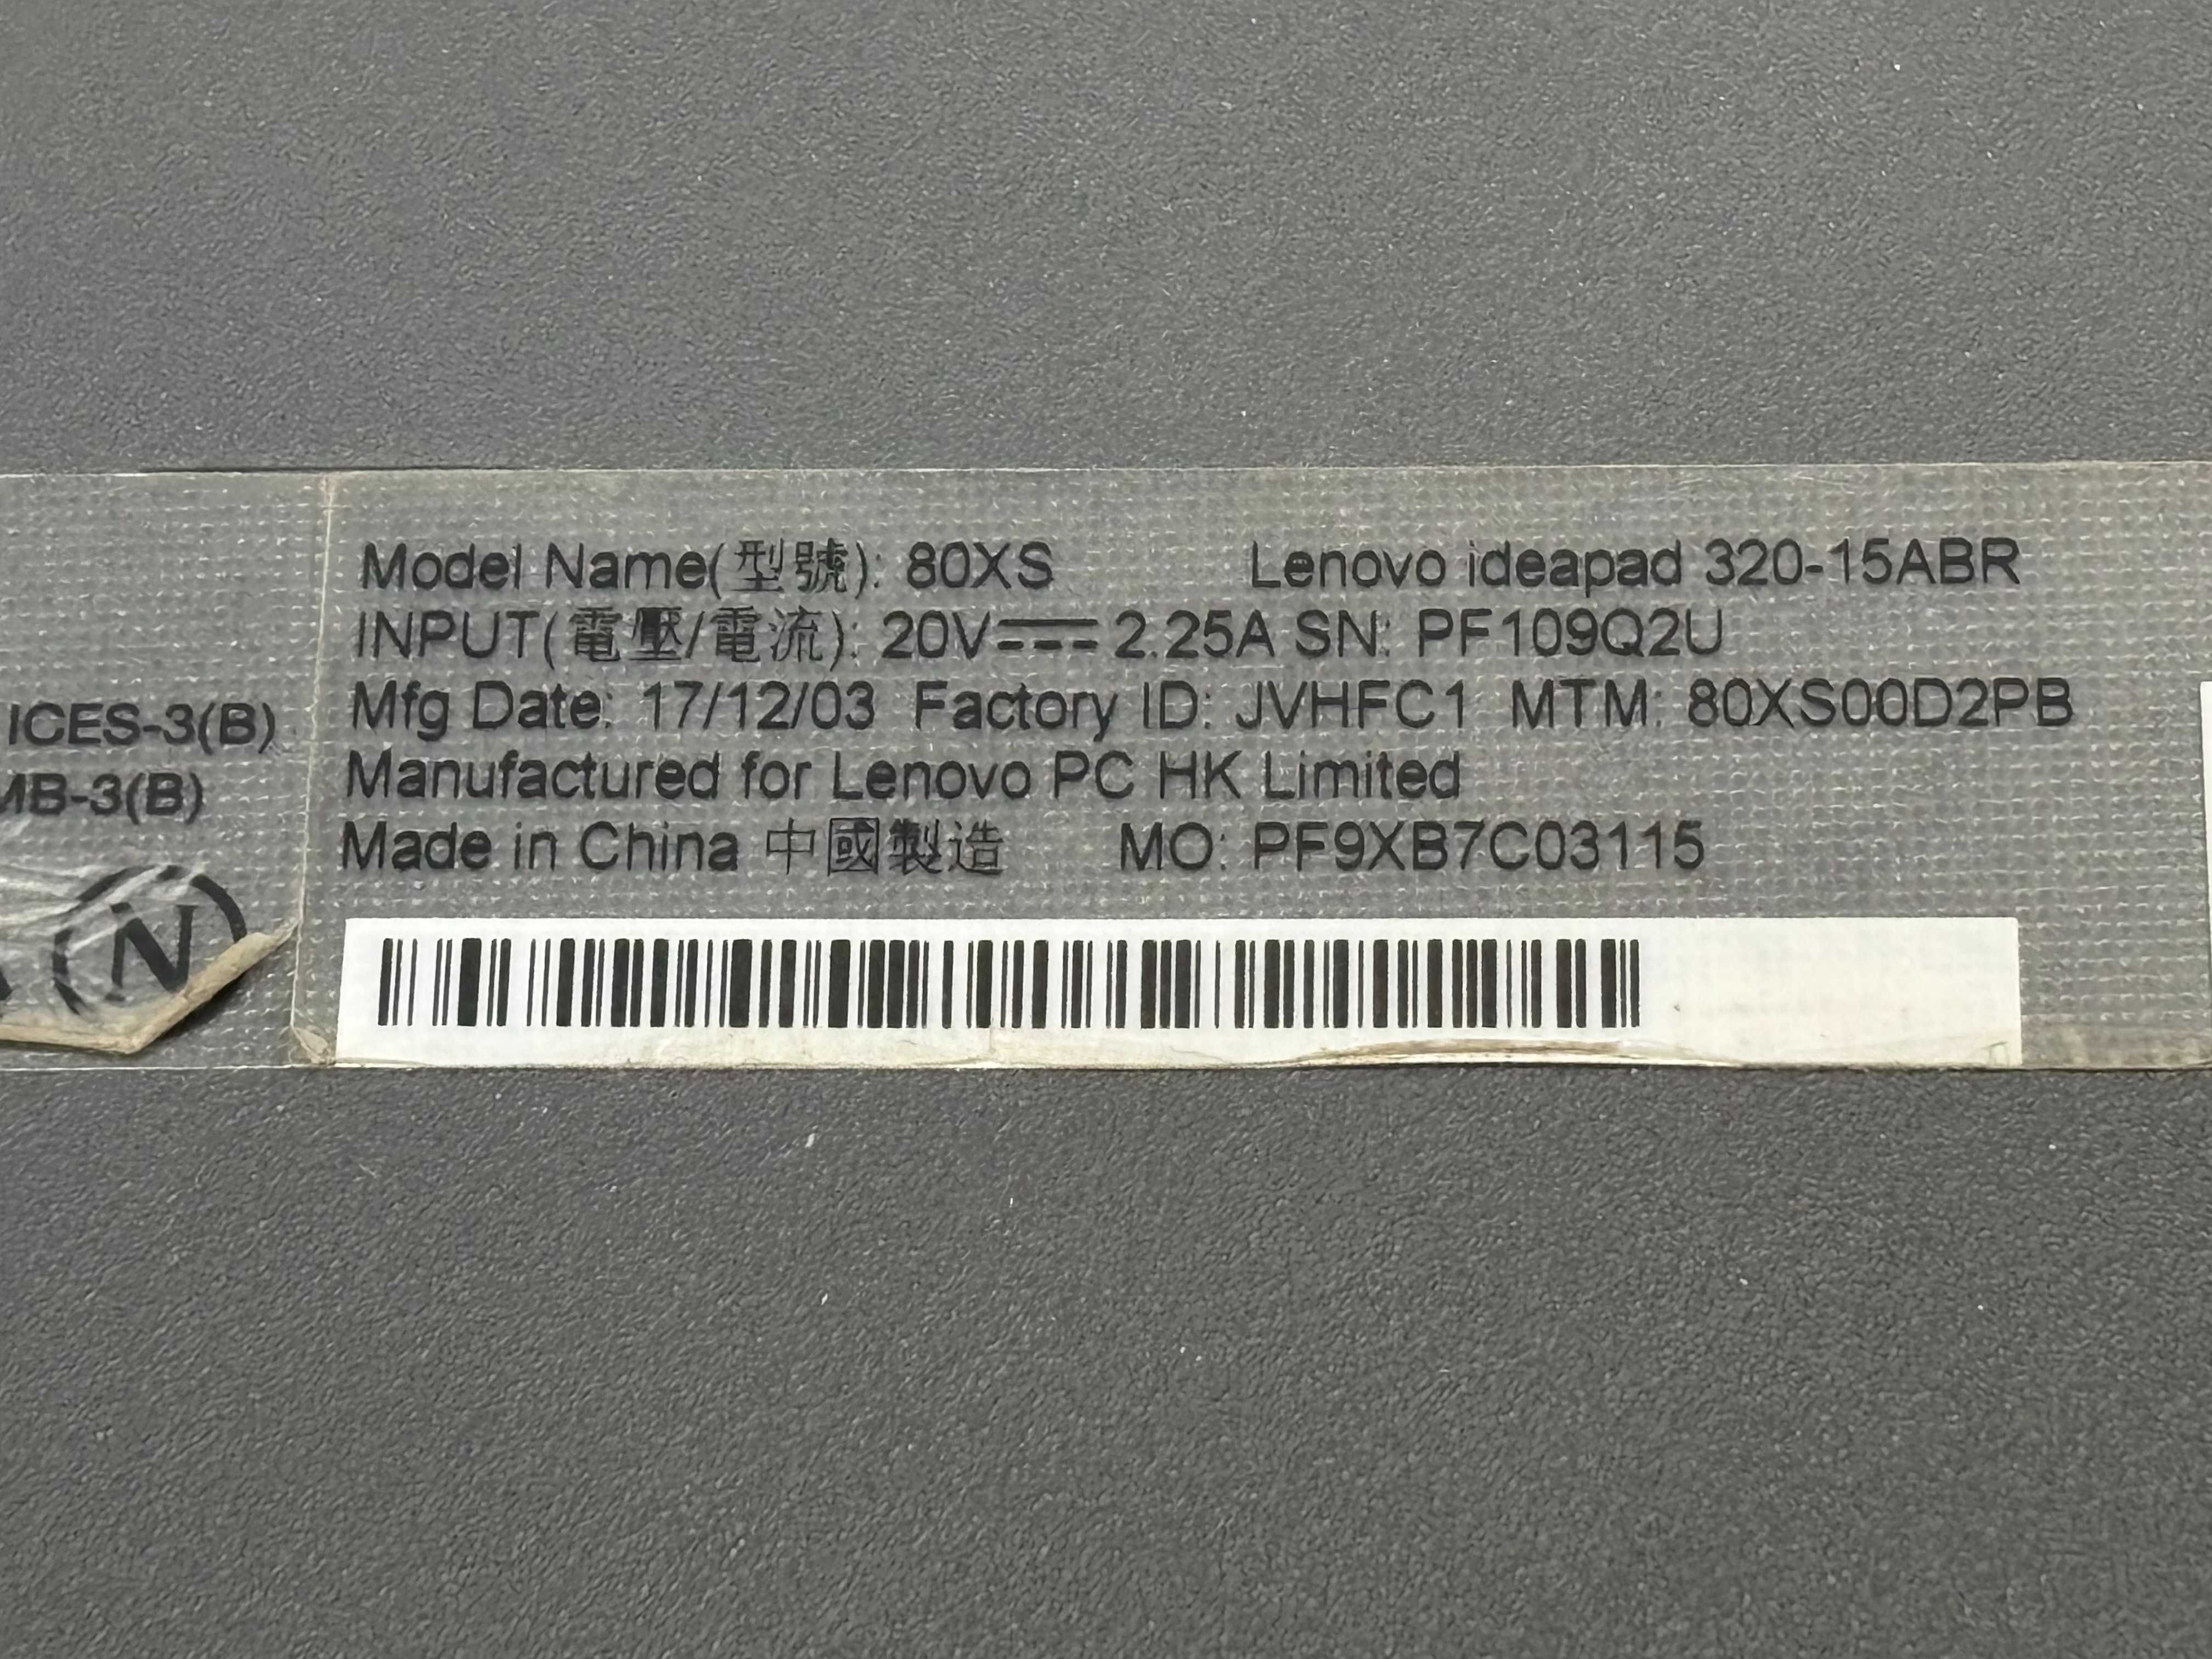 Model Name(型號): 80XS Lenovo ideapad 320-15ABR
INPUT(電壓/電流): 20V⎓2.25A SN: PF109Q2U
Mfg Date: 17/12/03 Factory ID: JVHFC1 MTM: 80XS00D2PB
Manufactured for Lenovo PC HK Limited
Made in China 中國製造 MO: PF9XB7C03115
ICES-3(B)
MB-3(B)
N